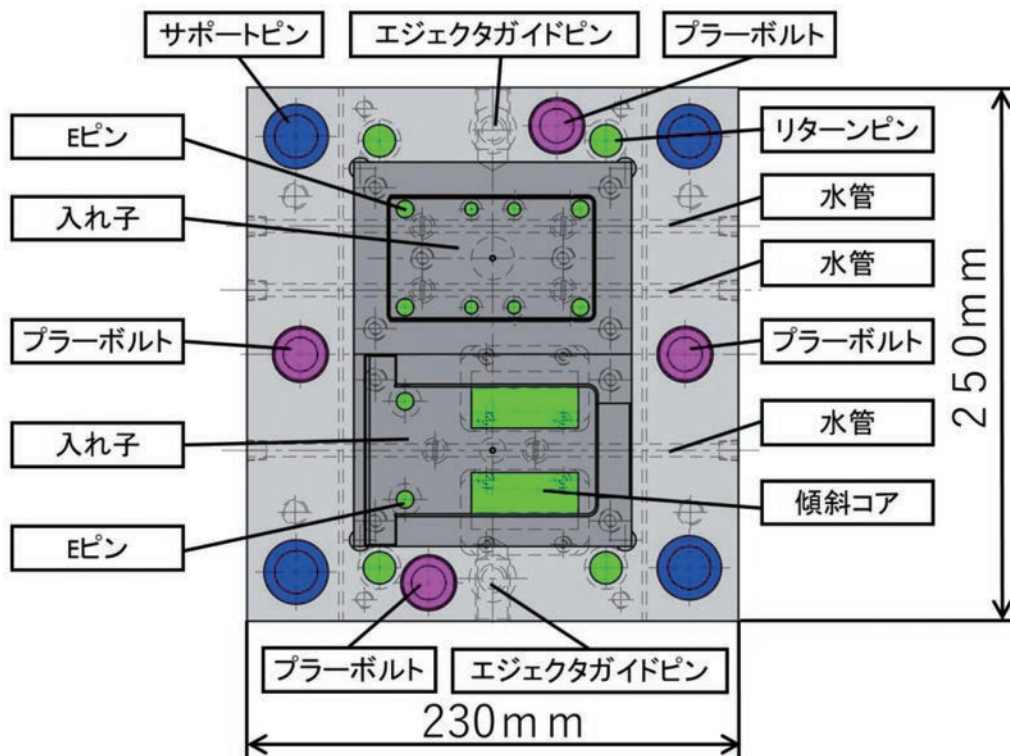 サポートピン
エジェクタガイドピン
プラーボルト
Eピン
リターンピン
入れ子
水管
水管
プラーボルト
プラーボルト
250mm
入れ子
水管
傾斜コア
Eピン
プラーボルト
エジェクタガイドピン
230mm